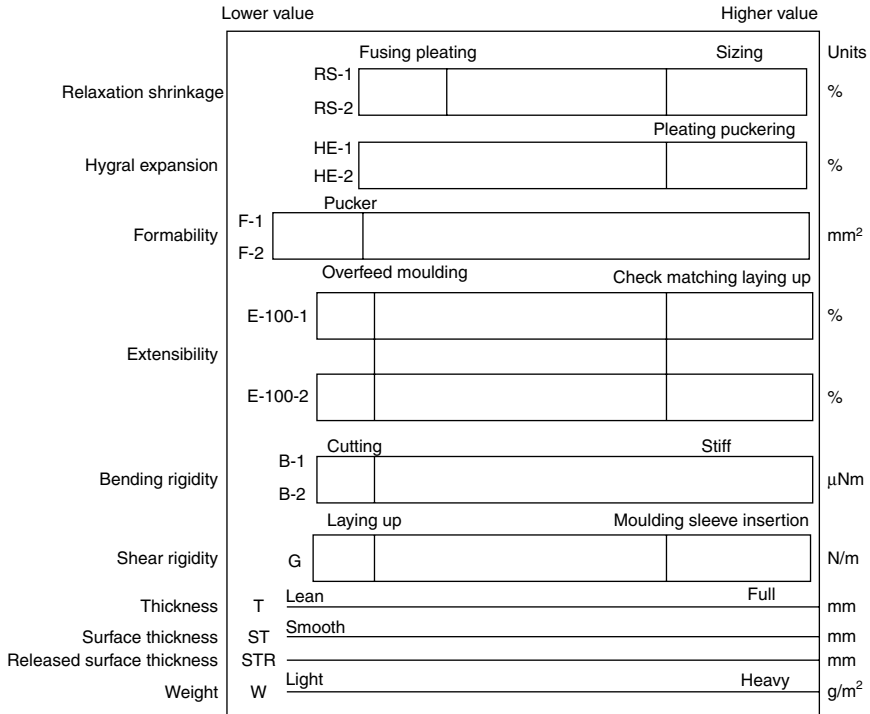 Lower value Higher value
Fusing pleating Sizing Units
RS-1
Relaxation shrinkage %
RS-2
Pleating puckering
HE-1
Hygral expansion %
HE-2
Pucker
F-1
Formability mm²
F-2
Overfeed moulding Check matching laying up
E-100-1 %
Extensibility
E-100-2 %
Cutting Stiff
B-1
Bending rigidity µNm
B-2
Laying up Moulding sleeve insertion
Shear rigidity G N/m
Lean Full
Thickness T mm
Smooth
Surface thickness ST mm
Released surface thickness STR mm
Light Heavy
Weight W g/m²